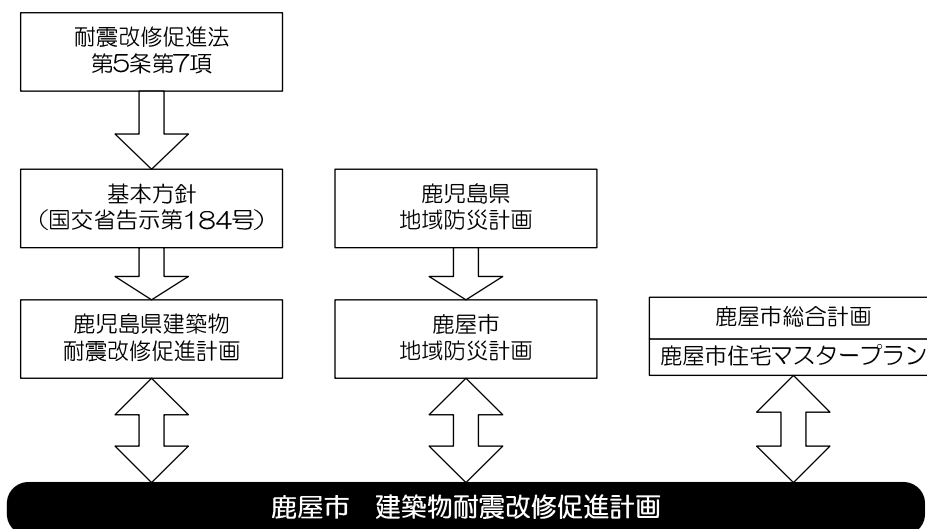 耐震改修促進法
第5条第7項
基本方針
（国交省告示第184号）
鹿児島県
地域防災計画
鹿児島県建築物
耐震改修促進計画
鹿屋市
地域防災計画
鹿屋市総合計画
鹿屋市住宅マスタープラン
鹿屋市　建築物耐震改修促進計画